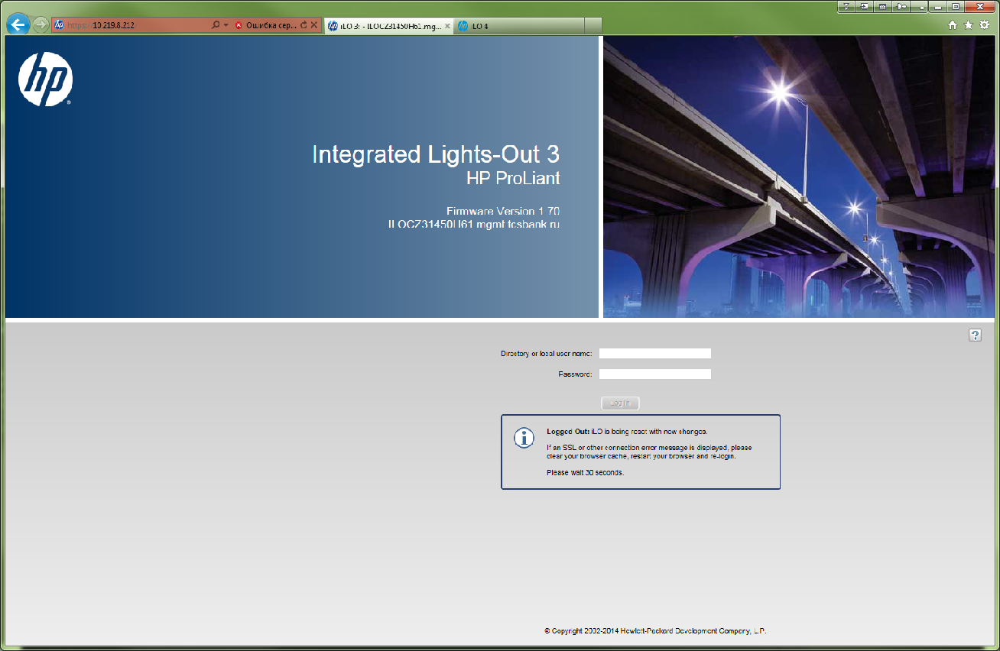 https://10.219.8.212/
Ошибка сер...
iLO 3: - ILOCZ31450H61.mg...
iLO 4
hp
Integrated Lights-Out 3
HP ProLiant
Firmware Version 1.70
ILOCZ31450H61.mgmt.tcsbank.ru
?
Directory or local user name:
Password:
Log In
Logged Out: iLO is being reset with new changes.
If an SSL or other connection error message is displayed, please
clear your browser cache, restart your browser and re-login.
Please wait 30 seconds.
© Copyright 2002-2014 Hewlett-Packard Development Company, L.P.